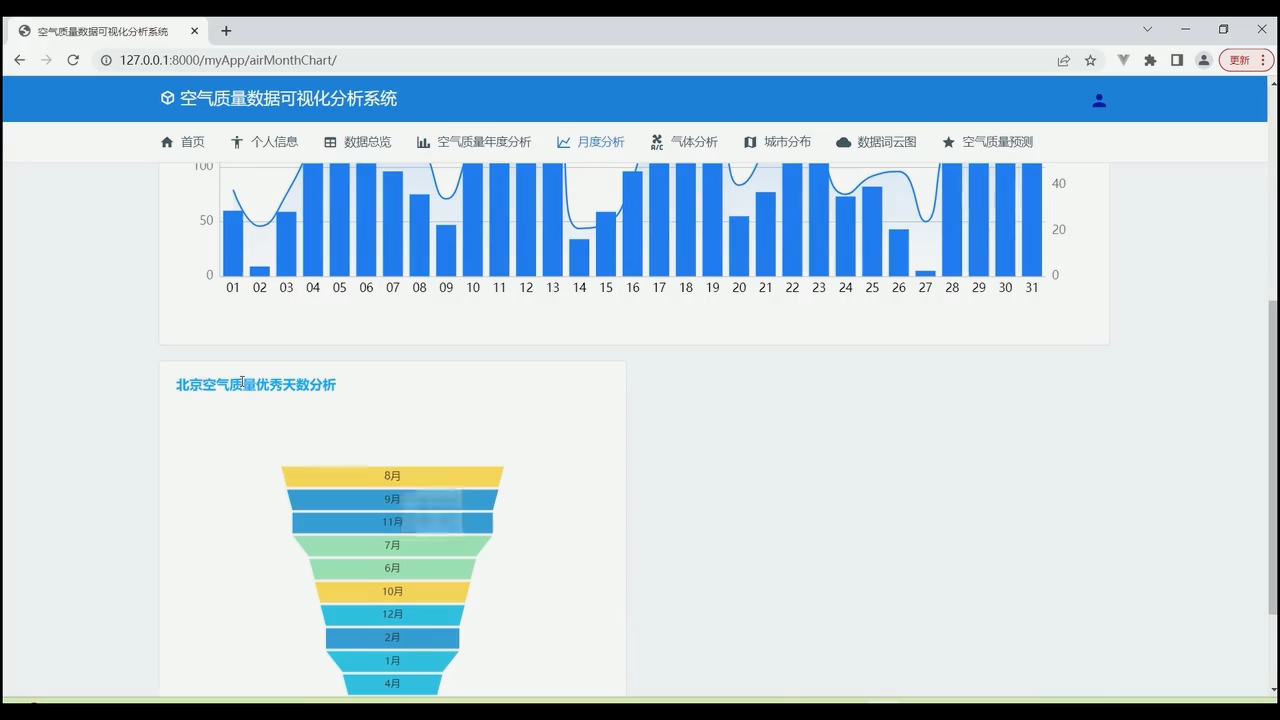 空气质量数据可视化分析系统
127.0.0.1:8000/myApp/airMonthChart/
更新
空气质量数据可视化分析系统
首页 个人信息 数据总览 空气质量年度分析 月度分析 A/C 气体分析 城市分布 数据词云图 空气质量预测
100
50
0
40
20
0
01 02 03 04 05 06 07 08 09 10 11 12 13 14 15 16 17 18 19 20 21 22 23 24 25 26 27 28 29 30 31
北京空气质量优秀天数分析
8月
9月
11月
7月
6月
10月
12月
2月
1月
4月